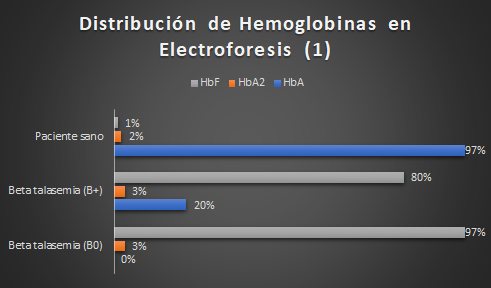 Distribución de Hemoglobinas en
Electroforesis (1)
HbF HbA2 HbA
1%
Paciente sano 2%
97%
80%
Beta talasemia (B+) 3%
20%
97%
Beta talasemia (B0) 3%
0%